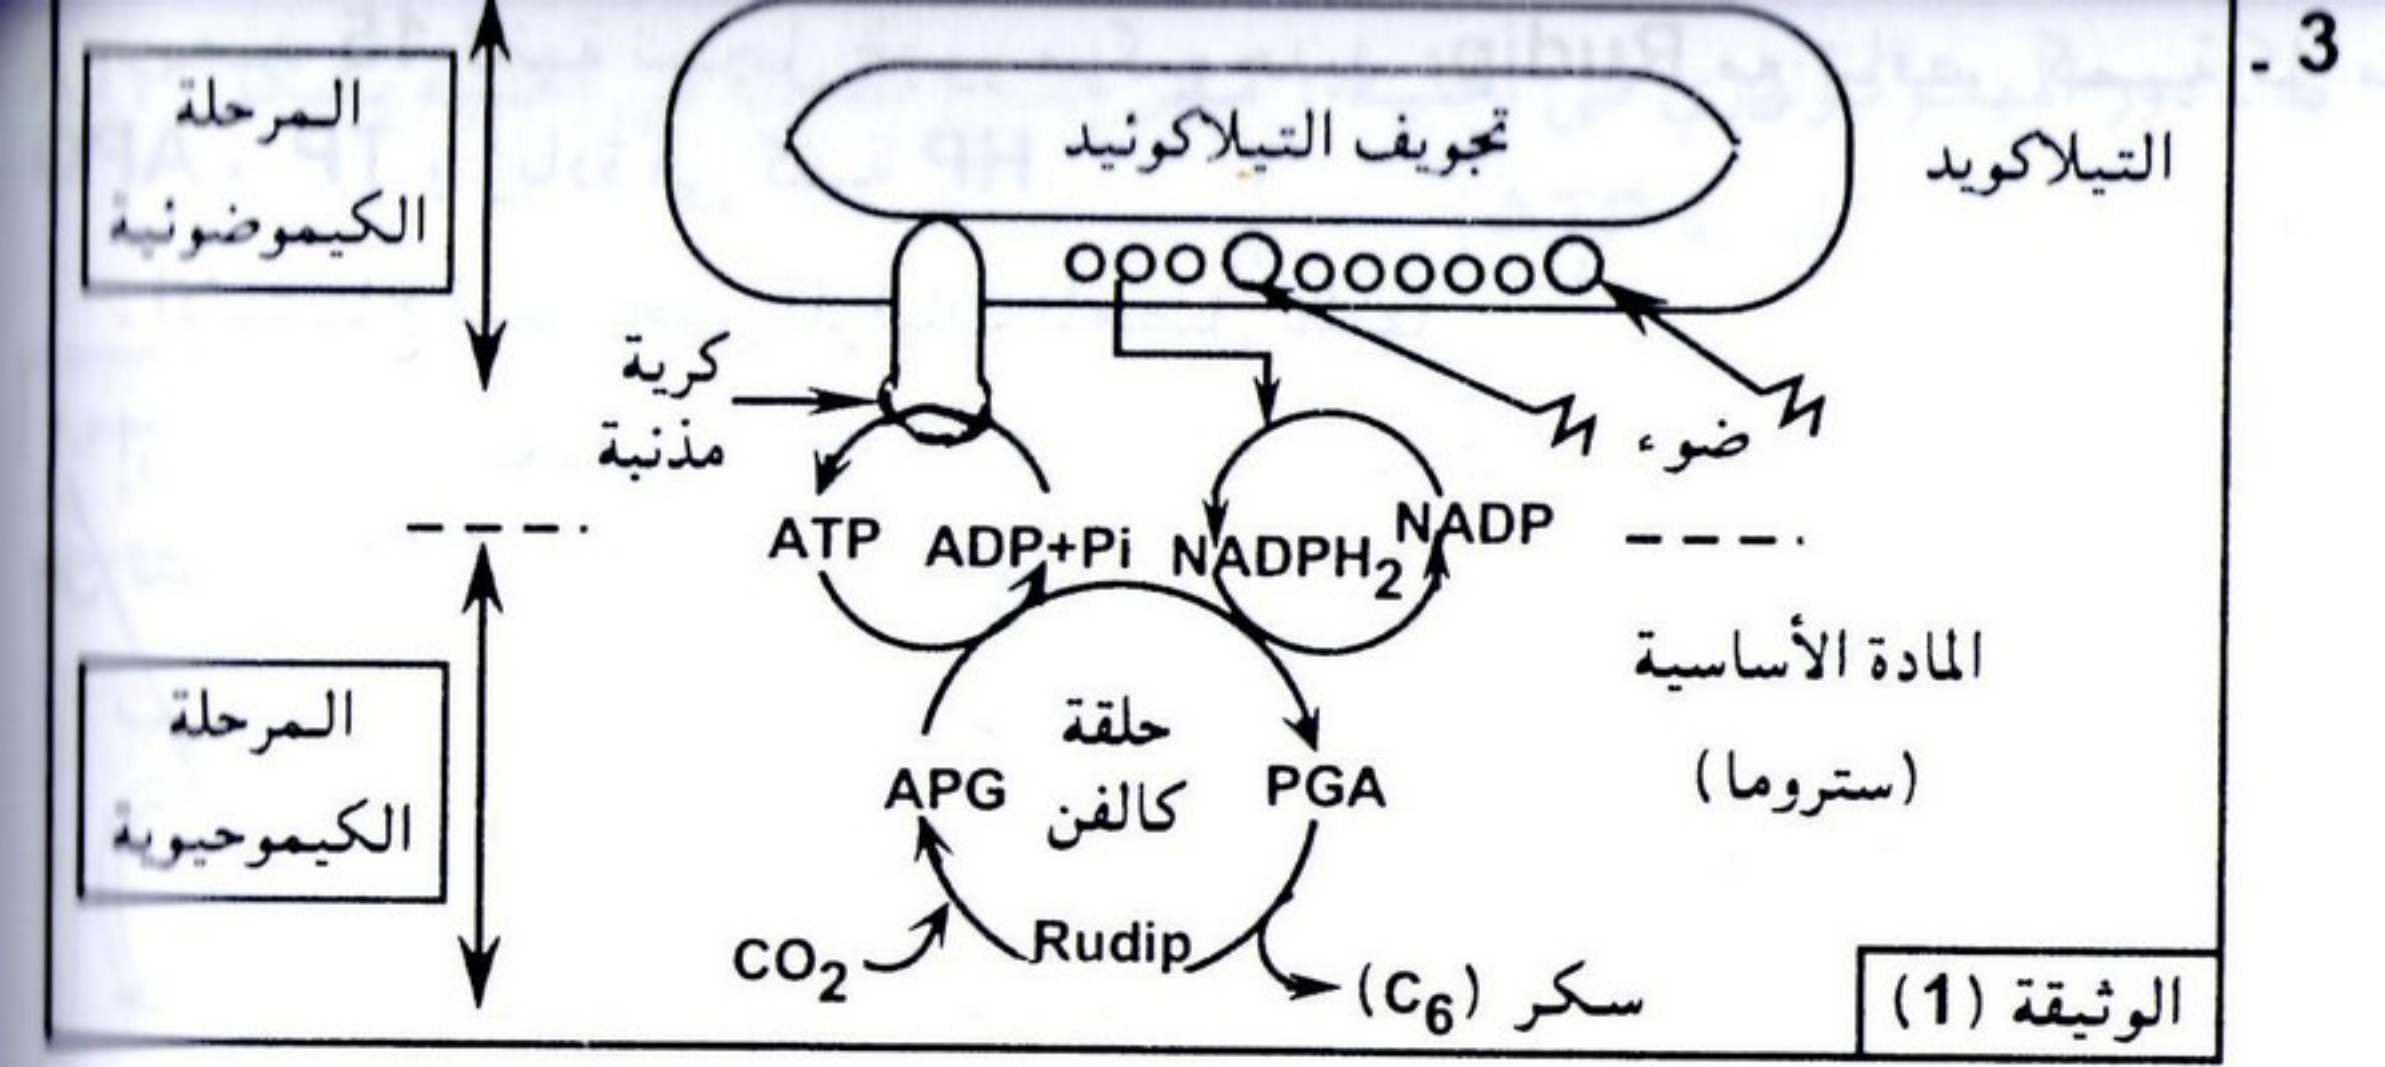 3 -
المرحلة
الكيموضوئية
تجويف التيلاكوئيد
التيلاكويد
كرية
مذنبة
ضوء
ATP
ADP+Pi
NADPH2
NADP
المادة الأساسية
(ستروما)
المرحلة
الكيموحيوية
حلقة
كالفن
APG
PGA
CO2
Rudip
سكر (C6)
الوثيقة (1)